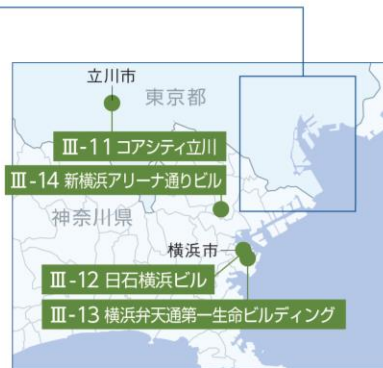 立川市
東京都
Ⅲ-11 コアシティ立川
Ⅲ-14 新横浜アリーナ通りビル
神奈川県
横浜市
Ⅲ-12 日石横浜ビル
Ⅲ-13 横浜弁天通第一生命ビルディング